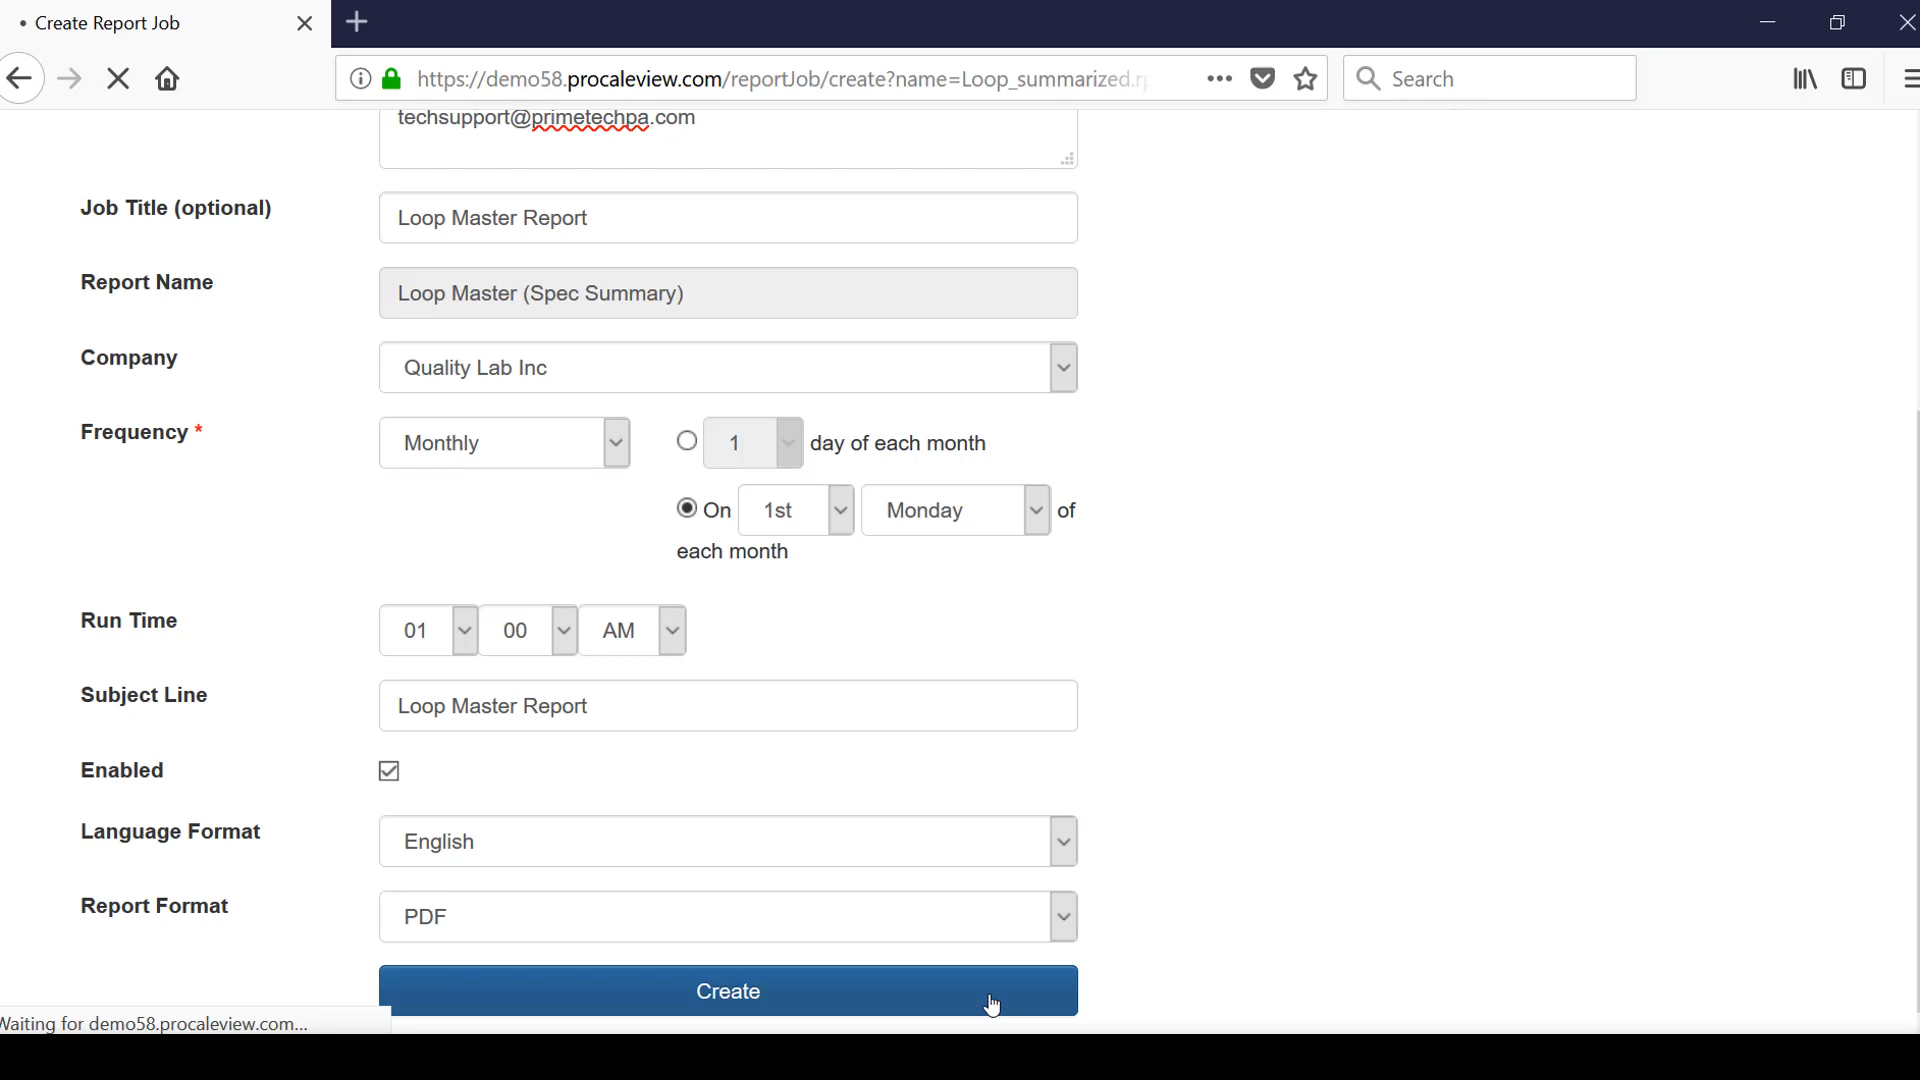 • Create Report Job
https://demo58.procaleview.com/reportJob/create?name=Loop_summarized.rp
Search
techsupport@primetechpa.com
Job Title (optional)
Loop Master Report
Report Name
Loop Master (Spec Summary)
Company
Quality Lab Inc
Frequency *
Monthly
1
day of each month
On
1st
Monday
of
each month
Run Time
01
00
AM
Subject Line
Loop Master Report
Enabled
Language Format
English
Report Format
PDF
Create
Waiting for demo58.procaleview.com...